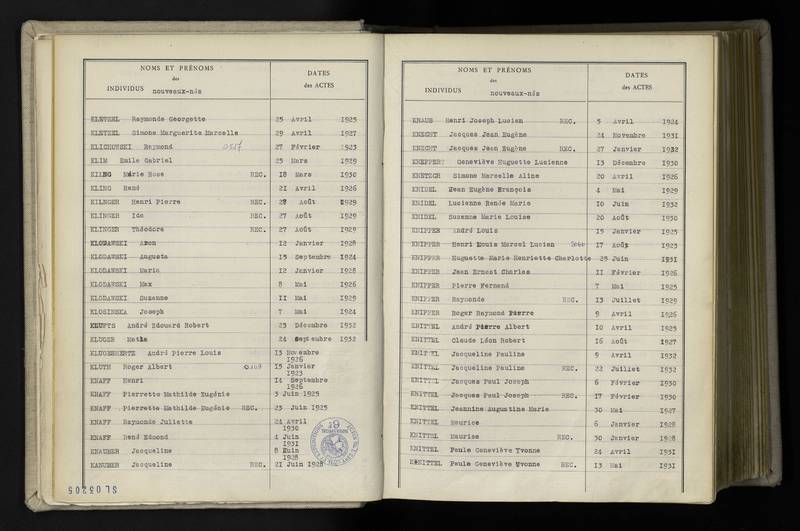 NOMS ET PRÉNOMS
des
INDIVIDUS nouveaux-nés
DATES
des ACTES
KLETZEL Raymonde Georgette 25 Avril 1925
KLETZEL Simone Marguerite Marcelle 29 Avril 1927
KLICHOWSKI Raymond 27 Février 1923
KLIM Emile Gabriel 25 Mars 1929
KLING Marie Rose REC. 18 Mars 1930
KLING René 21 Avril 1926
KLINGER Henri Pierre REC. 28 Août 1929
KLINGER Ida REC. 27 Août 1929
KLINGER Théodore REC. 27 Août 1929
KLODAWSKI Aron 12 Janvier 1928
KLODAWSKI Augusta 15 Septembre 1924
KLODAWSKI Maria 12 Janvier 1928
KLODAWSKI Max 8 Mai 1926
KLODAWSKI Suzanne II Mai 1929
KLOSINSKA Joseph 7 Mai 1924
KLUFTS André Edouard Robert 23 Décembre 1932
KLUGER 24 Septembre 1932
KLUGESHERTZ André Pierre Louis 13 Novembre
1926
KLUTH Roger Albert 15 Janvier
1923
KNAFF Henri 14 Septembre
1926
KNAFF Pierrette Mathilde Eugénie 3 Juin 1925
KNAFF Pierrette Mathilde Eugénie REC. 23 Juin 1925
KNAFF Raymonde Juliette 24 Avril
1930
KNAFF René Edmond 4 Juin
1931
KNAUBER Jacqueline 8 Juin
1928
KANUBER Jacqueline REC. 21 Juin 1928
SL 03205
NOMS ET PRÉNOMS
des
INDIVIDUS nouveaux-nés
DATES
des ACTES
KNAUS Henri Joseph Lucien REC. 5 Avril 1924
KNECHT Jacques Jean Eugène 24 Novembre 1931
KNECHT Jacques Jean Eugène REC. 27 Janvier 1932
KNEPPERT Geneviève Huguette Lucienne 13 Décembre 1930
KNETZCH Simone Marcelle Aline 20 Avril 1926
KNIDEL Jean Eugène François 4 Mai 1929
KNIDEL Lucienne Renée Marie 10 Juin 1932
KNIDEL Suzanne Marie Louise 20 Août 1930
KNIPPER André Louis 15 Janvier 1925
KNIPPER Henri Louis Marcel Lucien 17 Août 1923
KNIPPER Huguette Marie Henriette Charlotte 25 Juin 1931
KNIPPER Jean Ernest Charles II Février 1926
KNIPPER Pierre Fernand 7 Mai 1925
KNIPPER Raymonde REC. 13 Juillet 1929
KNIPPER Roger Raymond Pierre 9 Avril 1926
KNITTEL André Pierre Albert 10 Avril 1925
KNITTEL Claude Léon Robert 16 Août 1927
KNITTEL Jacqueline Pauline 9 Avril 1932
KNITTEL Jacqueline Pauline REC. 22 Juillet 1932
KNITTEL Jacques Paul Joseph 6 Février 1930
KNITTEL Jacques Paul Joseph REC. 17 Février 1930
KNITTEL Jeannine Augustine Marie 30 Mai 1927
KNITTEL Maurice 6 Janvier 1928
KNITTEL Maurice REC. 30 Janvier 1928
KNITTEL Paule Geneviève Yvonne 24 Avril 1931
KNITTEL Paule Geneviève Yvonne REC. 13 Mai 1931